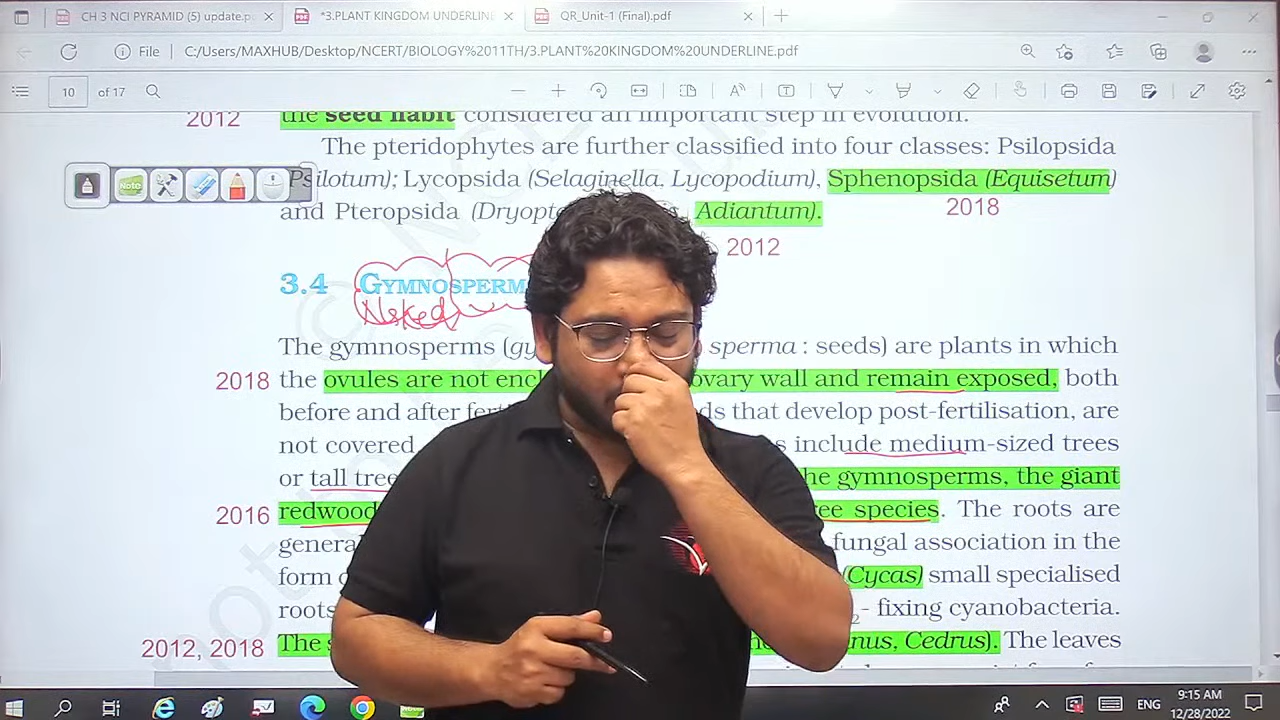 CH 3 NCI PYRAMID (5) update.p
*3.PLANT KINGDOM UNDERLINE
QR_Unit-1 (Final).pdf
File C:/Users/MAXHUB/Desktop/NCERT/BIOLOGY%2011TH/3.PLANT%20KINGDOM%20UNDERLINE.pdf
10 of 17
2012 the seed habit considered an important step in evolution.
The pteridophytes are further classified into four classes: Psilopsida
Note
Psilotum); Lycopsida (Selaginella. Lycopodium), Sphenopsida (Equisetum)
2018
and Pteropsida (Dryopt Adiantum).
2012
3.4 GYMNOSPERM
Naked
The gymnosperms (gy sperma : seeds) are plants in which
2018 the ovules are not enc ovary wall and remain exposed, both
before and after fer ds that develop post-fertilisation, are
not covered s include medium-sized trees
or tall tree he gymnosperms, the giant
2016 redwood ree species. The roots are
general fungal association in the
form (Cycas) small specialised
roots 2- fixing cyanobacteria.
2012, 2018 The s nus, Cedrus). The leaves
ENG
9:15 AM
12/28/2022